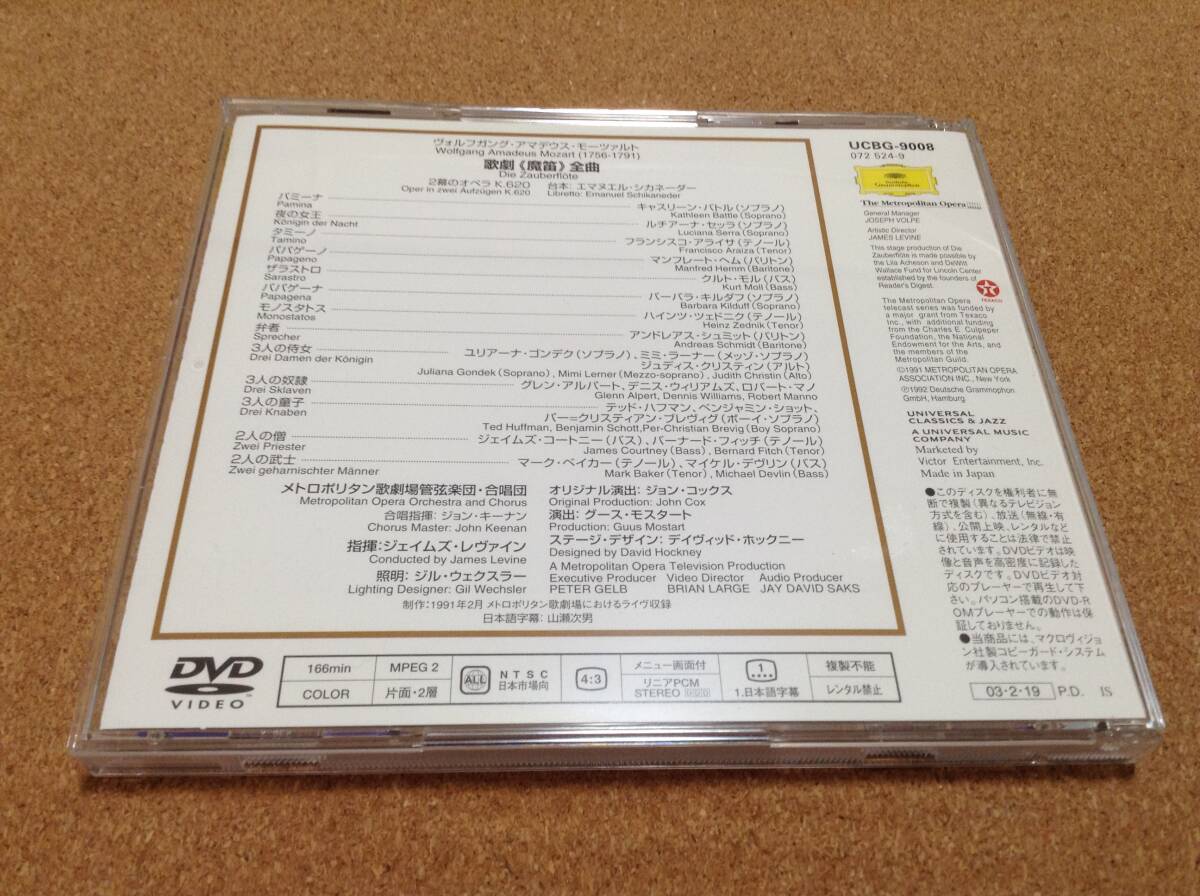 ヴォルフガング・アマデウス・モーツァルト
Wolfgang Amadeus Mozart (1756-1791)
歌劇《魔笛》全曲
Die Zauberflöte
2幕のオペラ K.620 台本：エマヌエル・シカネーダー
Oper in zwei Aufzügen K.620 Libretto: Emanuel Schikaneder
パミーナ キャスリーン・バトル（ソプラノ）
Pamina Kathleen Battle (Soprano)
夜の女王 ルチアーナ・セッラ（ソプラノ）
Königin der Nacht Luciana Serra (Soprano)
タミーノ フランシスコ・アライサ（テノール）
Tamino Francisco Araiza (Tenor)
パパゲーノ マンフレート・ヘム（バリトン）
Papageno Manfred Hemm (Baritone)
ザラストロ クルト・モル（バス）
Sarastro Kurt Moll (Bass)
パパゲーナ バーバラ・キルダフ（ソプラノ）
Papagena Barbara Kilduff (Soprano)
モノスタトス ハインツ・ツェドニク（テノール）
Monostatos Heinz Zednik (Tenor)
弁者 アンドレアス・シュミット（バリトン）
Sprecher Andreas Schmidt (Baritone)
3人の侍女 ユリアーナ・ゴンデク（ソプラノ）、ミミ・ラーナー（メッゾ・ソプラノ）
Drei Damen der Königin ジュディス・クリスティン（アルト）
Juliana Gondek (Soprano), Mimi Lerner (Mezzo-soprano), Judith Christin (Alto)
3人の奴隷 グレン・アルパート、デニス・ウィリアムズ、ロバート・マノ
Drei Sklaven Glenn Alpert, Dennis Williams, Robert Manno
3人の童子 テッド・ハフマン、ベンジャミン・ショット、
Drei Knaben パー＝クリスティアン・ブレヴィグ（ボーイ・ソプラノ）
Ted Huffman, Benjamin Schott,Per-Christian Brevig (Boy Soprano)
2人の僧 ジェイムズ・コートニー（バス）、バーナード・フィッチ（テノール）
Zwei Priester James Courtney (Bass), Bernard Fitch (Tenor)
2人の武士 マーク・ベイカー（テノール）、マイケル・デヴリン（バス）
Zwei geharnischter Männer Mark Baker (Tenor), Michael Devlin (Bass)
メトロポリタン歌劇場管弦楽団・合唱団
Metropolitan Opera Orchestra and Chorus
合唱指揮：ジョン・キーナン
Chorus Master: John Keenan
指揮：ジェイムズ・レヴァイン
Conducted by James Levine
照明：ジル・ウェクスラー
Lighting Designer: Gil Wechsler
オリジナル演出：ジョン・コックス
Original Production: John Cox
演出：グース・モスタート
Production: Guus Mostart
ステージ・デザイン：デイヴィッド・ホックニー
Designed by David Hockney
A Metropolitan Opera Television Production
Executive Producer Video Director Audio Producer
PETER GELB BRIAN LARGE JAY DAVID SAKS
制作：1991年2月 メトロポリタン歌劇場におけるライヴ収録
日本語字幕：山瀬次男
DVD
VIDEO
166min MPEG 2 ALL NTSC 4:3 メニュー画面付 1 複製不能
COLOR 片面・2層 日本市場向 リニアPCM STEREO DDD 1.日本語字幕 レンタル禁止
UCBG-9008
072 524-9
Deutsche Grammophon
The Metropolitan Opera
General Manager
JOSEPH VOLPE
Artistic Director
JAMES LEVINE
This stage production of Die
Zauberflöte is made possible by
the Lila Acheson and DeWitt
Wallace Fund for Lincoln Center
established by the founders of
Reader's Digest.
TEXACO
The Metropolitan Opera
telecast series was funded by
a major grant from Texaco
Inc., with additional funding
from the Charles E. Culpeper
Foundation, the National
Endowment for the Arts, and
the members of the
Metropolitan Guild.
©1991 METROPOLITAN OPERA
ASSOCIATION INC., New York
℗1992 Deutsche Grammophon
GmbH, Hamburg
UNIVERSAL
CLASSICS & JAZZ
A UNIVERSAL MUSIC
COMPANY
Marketed by
Victor Entertainment, Inc.
Made in Japan
●このディスクを権利者に無
断で複製（異なるテレビジョン
方式を含む）、放送（無線・有
線）、公開上映、レンタルなど
に使用することは法律で禁止
されています。DVDビデオは映
像と音声を高密度に記録した
ディスクです。DVDビデオ対
応のプレーヤーで再生して下
さい。パソコン搭載のDVD-R
OMプレーヤーでの動作は保
証しておりません。
●当商品には、マクロヴィジョ
ン社製コピーガード・システム
が導入されています。
03・2・19 P.D. IS